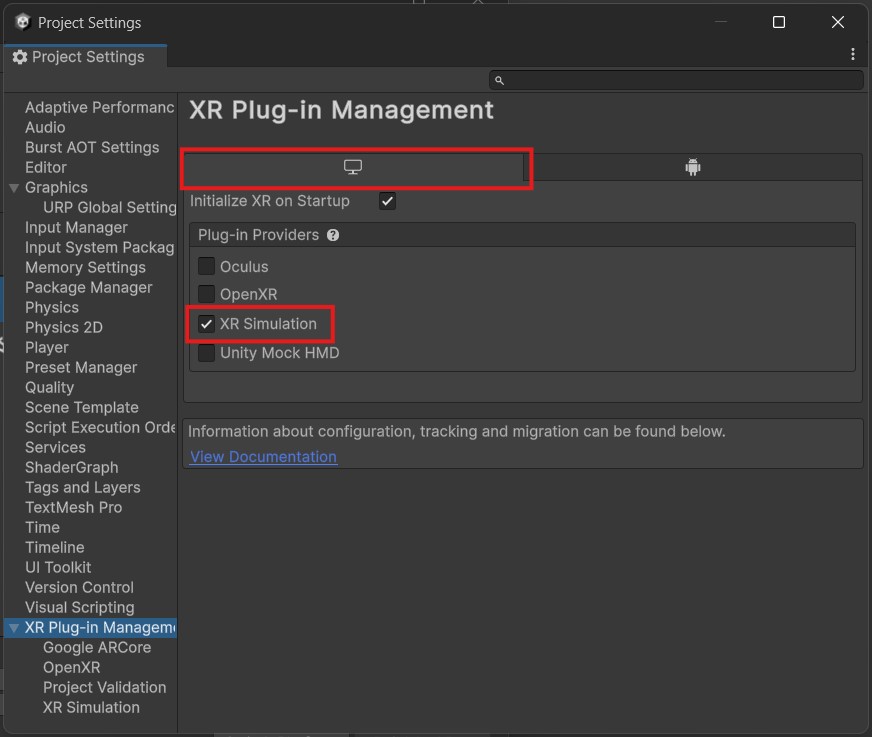 Project Settings
Project Settings
Adaptive Performanc
Audio
Burst AOT Settings
Editor
Graphics
URP Global Setting
Input Manager
Input System Packag
Memory Settings
Package Manager
Physics
Physics 2D
Player
Preset Manager
Quality
Scene Template
Script Execution Orde
Services
ShaderGraph
Tags and Layers
TextMesh Pro
Time
Timeline
UI Toolkit
Version Control
Visual Scripting
XR Plug-in Managem
Google ARCore
OpenXR
Project Validation
XR Simulation
XR Plug-in Management
Initialize XR on Startup
Plug-in Providers
Oculus
OpenXR
XR Simulation
Unity Mock HMD
Information about configuration, tracking and migration can be found below.
View Documentation